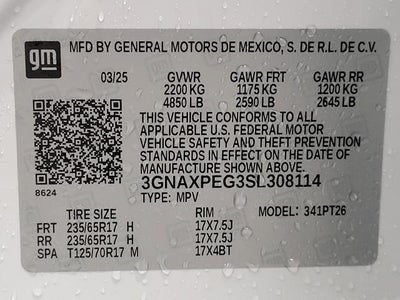 gm
MFD BY GENERAL MOTORS DE MEXICO, S. DE R.L. DE C.V.
03/25 GVWR GAWR FRT GAWR RR
2200 KG 1175 KG 1200 KG
4850 LB 2590 LB 2645 LB
THIS VEHICLE CONFORMS TO ALL
APPLICABLE U.S. FEDERAL MOTOR
VEHICLE SAFETY AND THEFT PREVENTION
STANDARDS IN EFFECT ON THE DATE
OF MANUFACTURE SHOWN ABOVE.
8624 3GNAXPEG3SL308114
TYPE: MPV MODEL: 341PT26
TIRE SIZE RIM
FRT 235/65R17 H 17X7.5J
RR 235/65R17 H 17X7.5J
SPA T125/70R17 M 17X4BT